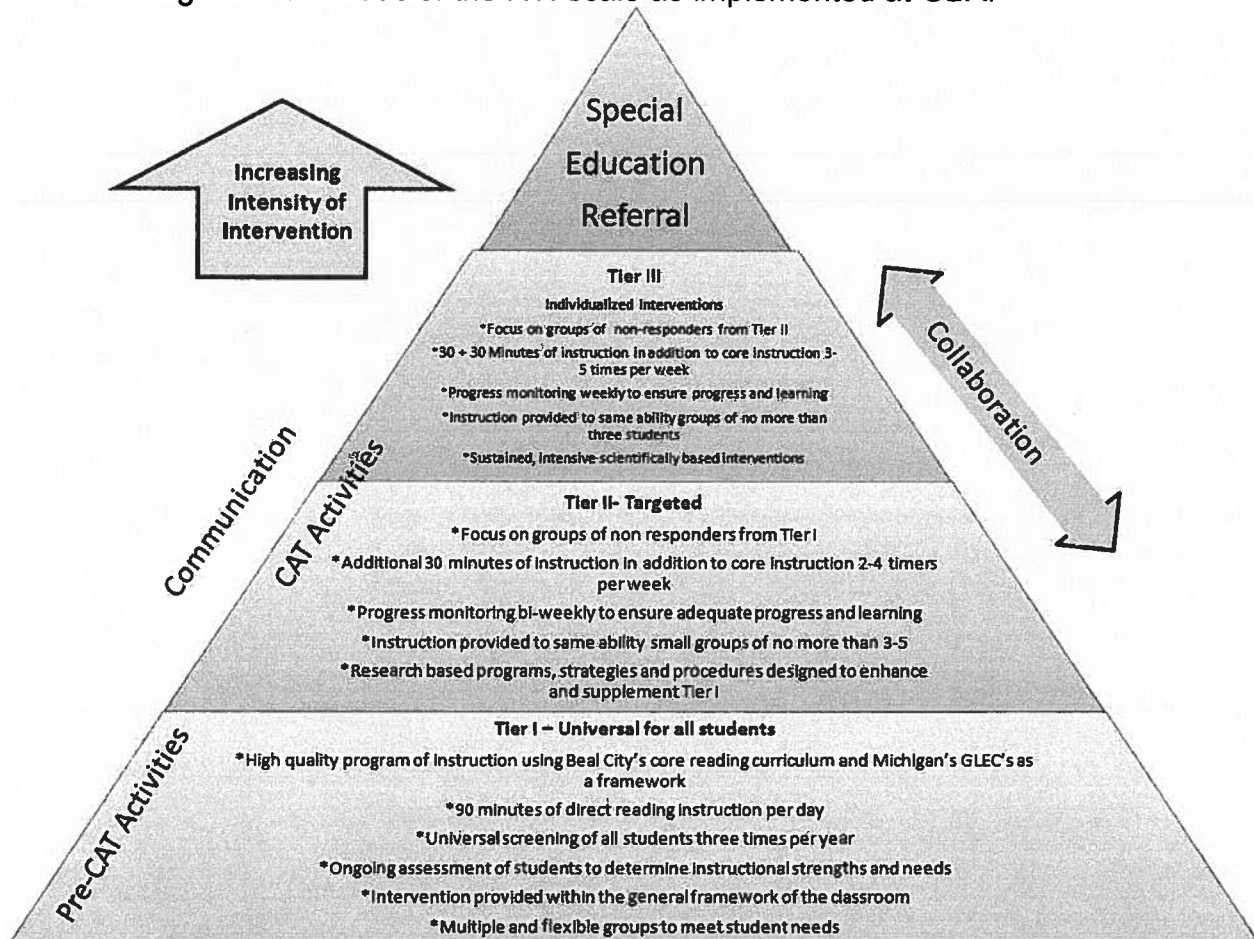 Special
Education
Referral
Increasing
Intensity of
Intervention
Tier III
Individualized Interventions
*Focus on groups of non-responders from Tier II
*30 + 30 Minutes of instruction in addition to core instruction 3-
5 times per week
*Progress monitoring weekly to ensure progress and learning
*Instruction provided to same ability groups of no more than
three students
*Sustained, intensive scientifically based interventions
Collaboration
Communication
CAT Activities
Tier II- Targeted
*Focus on groups of non responders from Tier I
*Additional 30 minutes of instruction in addition to core instruction 2-4 timers
per week
*Progress monitoring bi-weekly to ensure adequate progress and learning
*Instruction provided to same ability small groups of no more than 3-5
*Research based programs, strategies and procedures designed to enhance
and supplement Tier I
Pre-CAT Activities
Tier I – Universal for all students
*High quality program of instruction using Beal City's core reading curriculum and Michigan's GLEC's as
a framework
*90 minutes of direct reading instruction per day
*Universal screening of all students three times per year
*Ongoing assessment of students to determine instructional strengths and needs
*Intervention provided within the general framework of the classroom
*Multiple and flexible groups to meet student needs